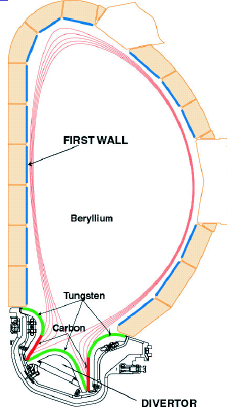 FIRST WALL
Beryllium
Tungsten
Carbon
DIVERTOR